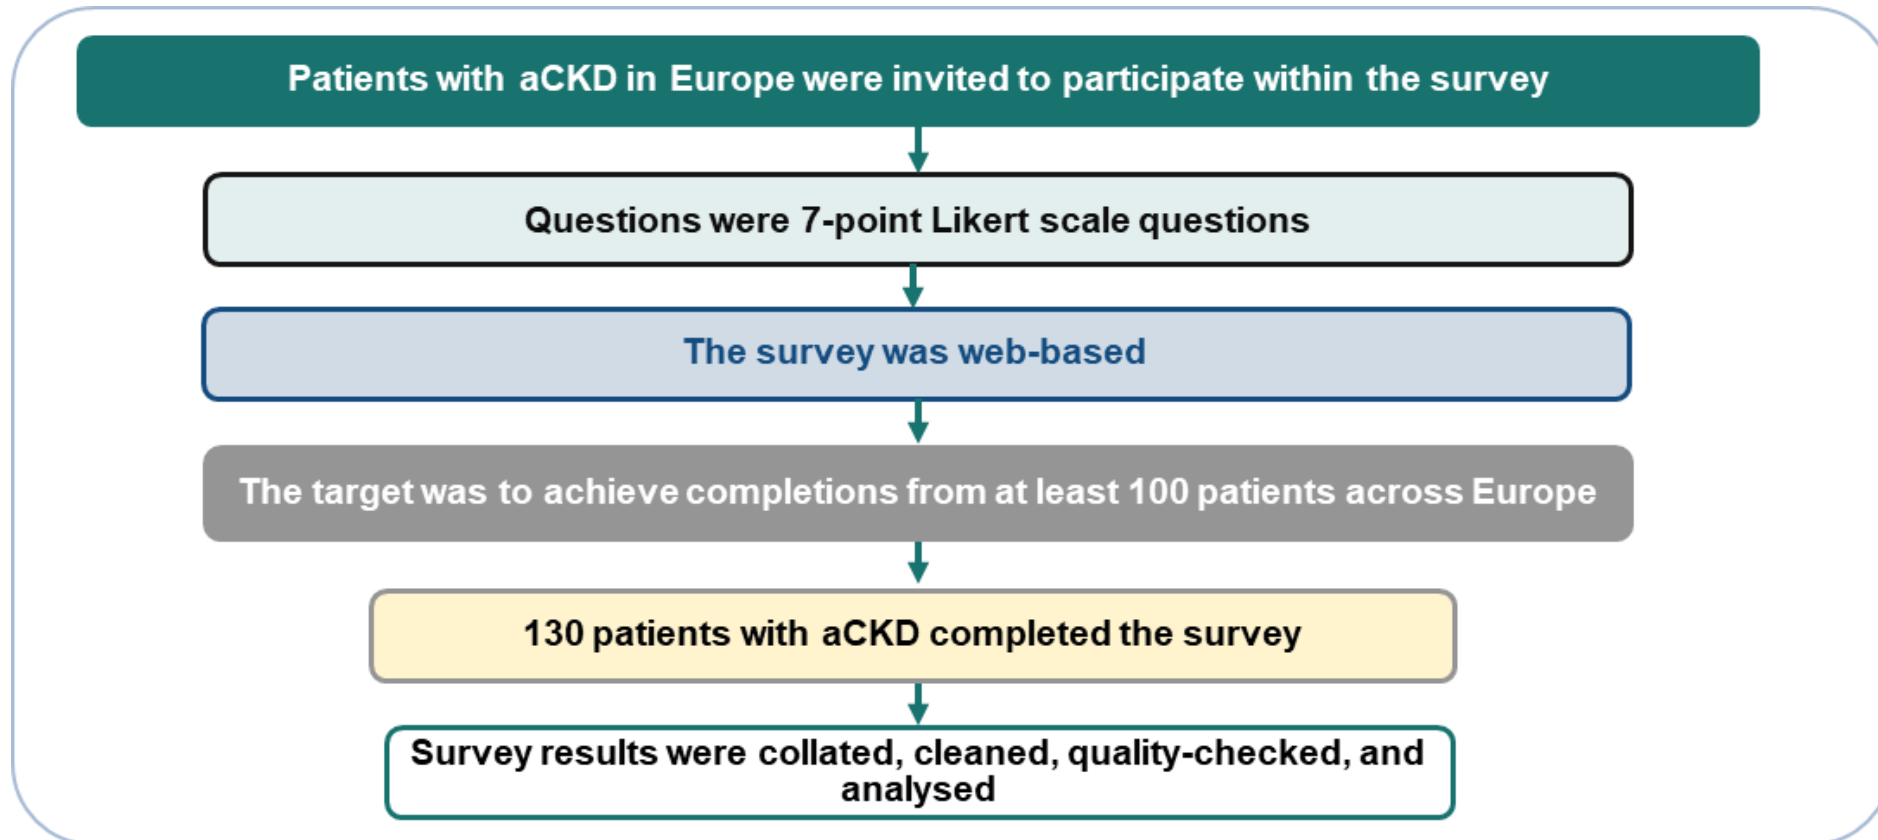 Patients with aCKD in Europe were invited to participate within the survey
Questions were 7-point Likert scale questions
The survey was web-based
The target was to achieve completions from at least 100 patients across Europe
130 patients with aCKD completed the survey
Survey results were collated, cleaned, quality-checked, and
analysed